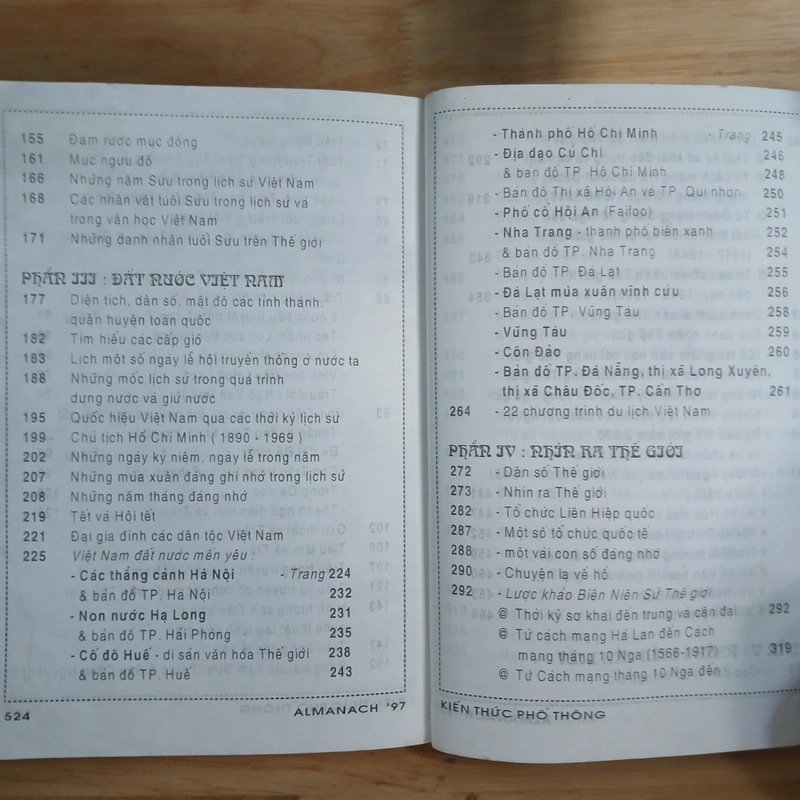 155 Đám rước mục đồng
161 Mục ngưu đồ
166 Những năm Sửu trong lịch sử Việt Nam
168 Các nhân vật tuổi Sửu trong lịch sử và
trong văn học Việt Nam
171 Những danh nhân tuổi Sửu trên Thế giới
PHẦN III : ĐẤT NƯỚC VIỆT NAM
177 Diện tích, dân số, mật độ các tỉnh thành,
quận huyện toàn quốc
182 Tìm hiểu các cấp gió
183 Lịch một số ngày lễ hội truyền thống ở nước ta
188 Những mốc lịch sử trong quá trình
dựng nước và giữ nước
195 Quốc hiệu Việt Nam qua các thời kỳ lịch sử
199 Chủ tịch Hồ Chí Minh ( 1890 - 1969 )
202 Những ngày kỷ niệm, ngày lễ trong năm
207 Những mùa xuân đáng ghi nhớ trong lịch sử
208 Những năm tháng đáng nhớ
219 Tết và Hội tết
221 Đại gia đình các dân tộc Việt Nam
225 Việt Nam đất nước mến yêu -
- Các thắng cảnh Hà Nội - Trang 224
& bản đồ TP. Hà Nội 232
- Non nước Hạ Long 231
& bản đồ TP. Hải Phòng - 235
- Cố đô Huế - di sản văn hóa Thế giới 238
& bản đồ TP. Huế 243
524 ALMANACH '97
- Thành phố Hồ Chí Minh - Trang 245
- Địa đạo Củ Chi 246
& bản đồ TP. Hồ Chí Minh 248
- Bản đồ Thị xã Hội An và TP. Qui nhơn 250
- Phố cổ Hội An (Faifoo) 251
- Nha Trang - thành phố biển xanh 252
& bản đồ TP. Nha Trang 254
- Bản đồ TP. Đà Lạt 255
- Đà Lạt mùa xuân vĩnh cửu 256
- Bản đồ TP. Vũng Tàu 258
- Vũng Tàu 259
- Côn Đảo 260
- Bản đồ TP. Đà Nẵng, thị xã Long Xuyên,
thị xã Châu Đốc, TP. Cần Thơ 261
264 - 22 chương trình du lịch Việt Nam
PHẦN IV : NHÌN RA THẾ GIỚI
272 - Dân số Thế giới
273 - Nhìn ra Thế giới
282 - Tổ chức Liên Hiệp quốc
287 - Một số tổ chức quốc tế
288 - một vài con số đáng nhớ
290 - Chuyện lạ về hổ
292 - Lược khảo Biên Niên Sử Thế giới
@ Thời kỳ sơ khai đến trung và cận đại 292
@ Từ cách mạng Hà Lan đến Cách
mạng tháng 10 Nga (1566-1917) 319
@ Từ Cách mạng tháng 10 Nga đến
KIẾN THỨC PHỔ THÔNG